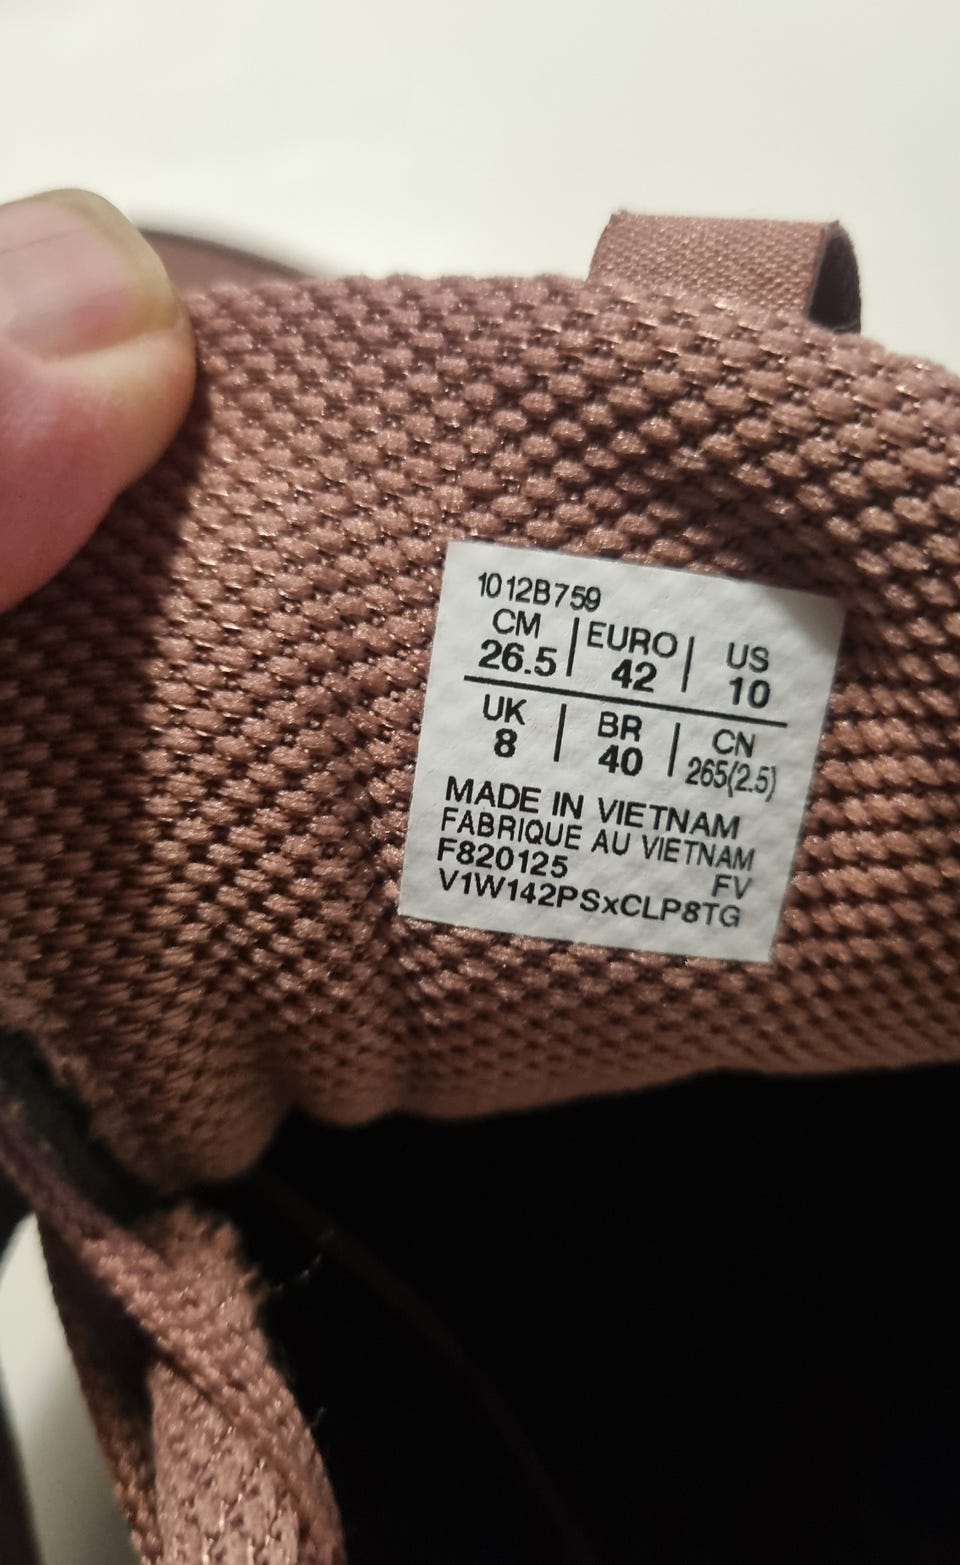 1012B759
CM | EURO | US
26.5 | 42 | 10
UK | BR | CN
8 | 40 | 265(2.5)
MADE IN VIETNAM
FABRIQUE AU VIETNAM
F820125 FV
V1W142PSxCLP8TG